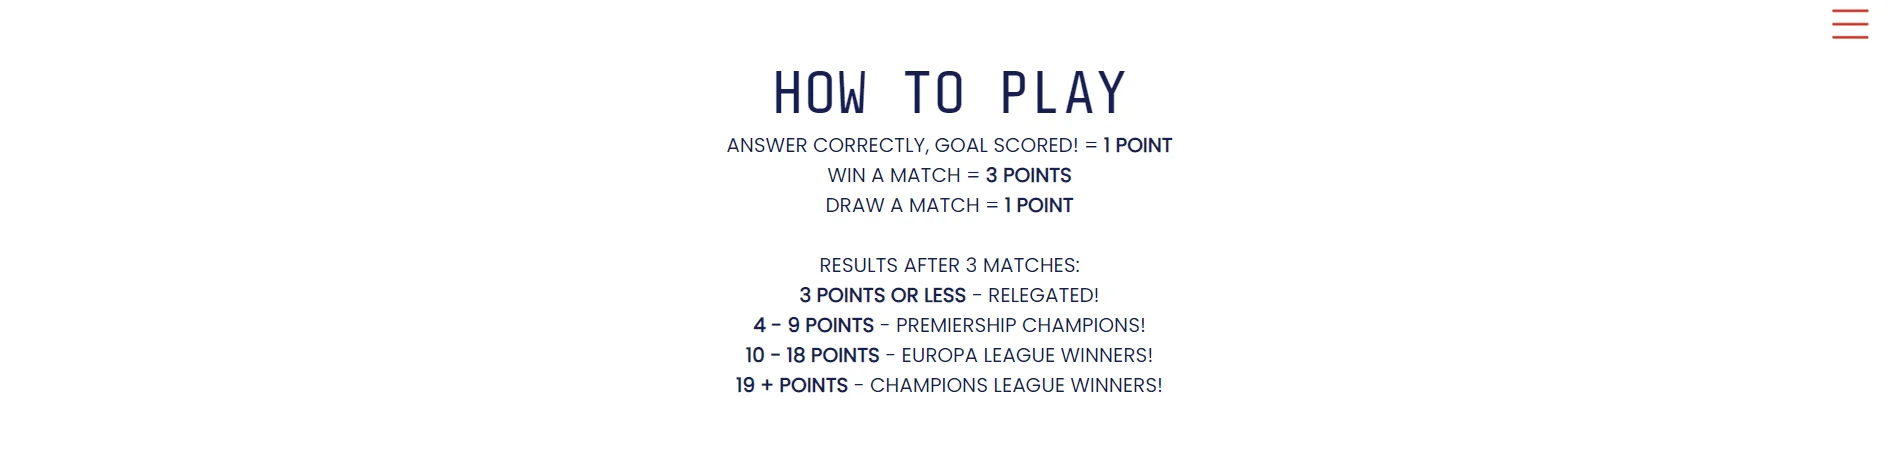 HOW TO PLAY
ANSWER CORRECTLY, GOAL SCORED! = 1 POINT
WIN A MATCH = 3 POINTS
DRAW A MATCH = 1 POINT
RESULTS AFTER 3 MATCHES:
3 POINTS OR LESS - RELEGATED!
4 - 9 POINTS - PREMIERSHIP CHAMPIONS!
10 - 18 POINTS - EUROPA LEAGUE WINNERS!
19 + POINTS - CHAMPIONS LEAGUE WINNERS!